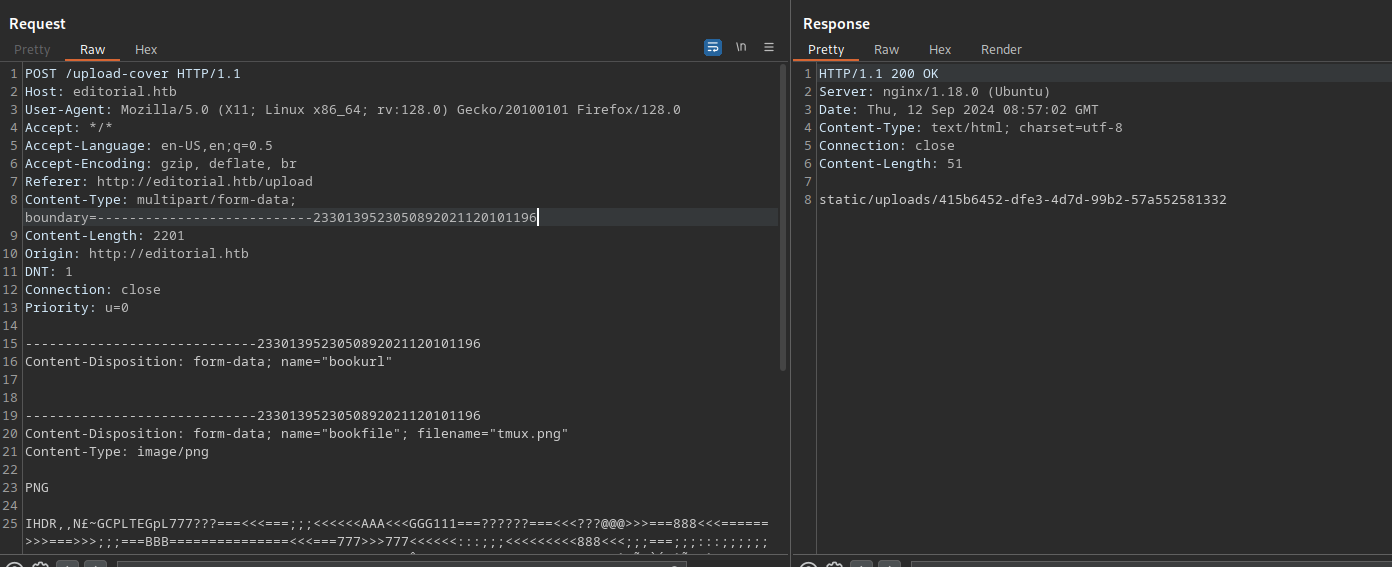 Request
Pretty Raw Hex
\n
1 POST /upload-cover HTTP/1.1
2 Host: editorial.htb
3 User-Agent: Mozilla/5.0 (X11; Linux x86_64; rv:128.0) Gecko/20100101 Firefox/128.0
4 Accept: */*
5 Accept-Language: en-US,en;q=0.5
6 Accept-Encoding: gzip, deflate, br
7 Referer: http://editorial.htb/upload
8 Content-Type: multipart/form-data;
boundary=---------------------------23301395230508920211201011​96
9 Content-Length: 2201
10 Origin: http://editorial.htb
11 DNT: 1
12 Connection: close
13 Priority: u=0
14
15 -----------------------------2330139523050892021120101196
16 Content-Disposition: form-data; name="bookurl"
17
18
19 -----------------------------2330139523050892021120101196
20 Content-Disposition: form-data; name="bookfile"; filename="tmux.png"
21 Content-Type: image/png
22
23 PNG
24
25 IHDR,,N£~GCPLTEGpL777???===<<<===;;;<<<<<<AAA<<<GGG111===??????===<<<???@@@>>>===888<<<======
>>>===>>>;;;===BBB===============<<<===777>>>777<<<<<<:::;;;<<<<<<<<<888<<<;;;===;;;:::;;;;;;
Response
Pretty Raw Hex Render
1 HTTP/1.1 200 OK
2 Server: nginx/1.18.0 (Ubuntu)
3 Date: Thu, 12 Sep 2024 08:57:02 GMT
4 Content-Type: text/html; charset=utf-8
5 Connection: close
6 Content-Length: 51
7
8 static/uploads/415b6452-dfe3-4d7d-99b2-57a552581332